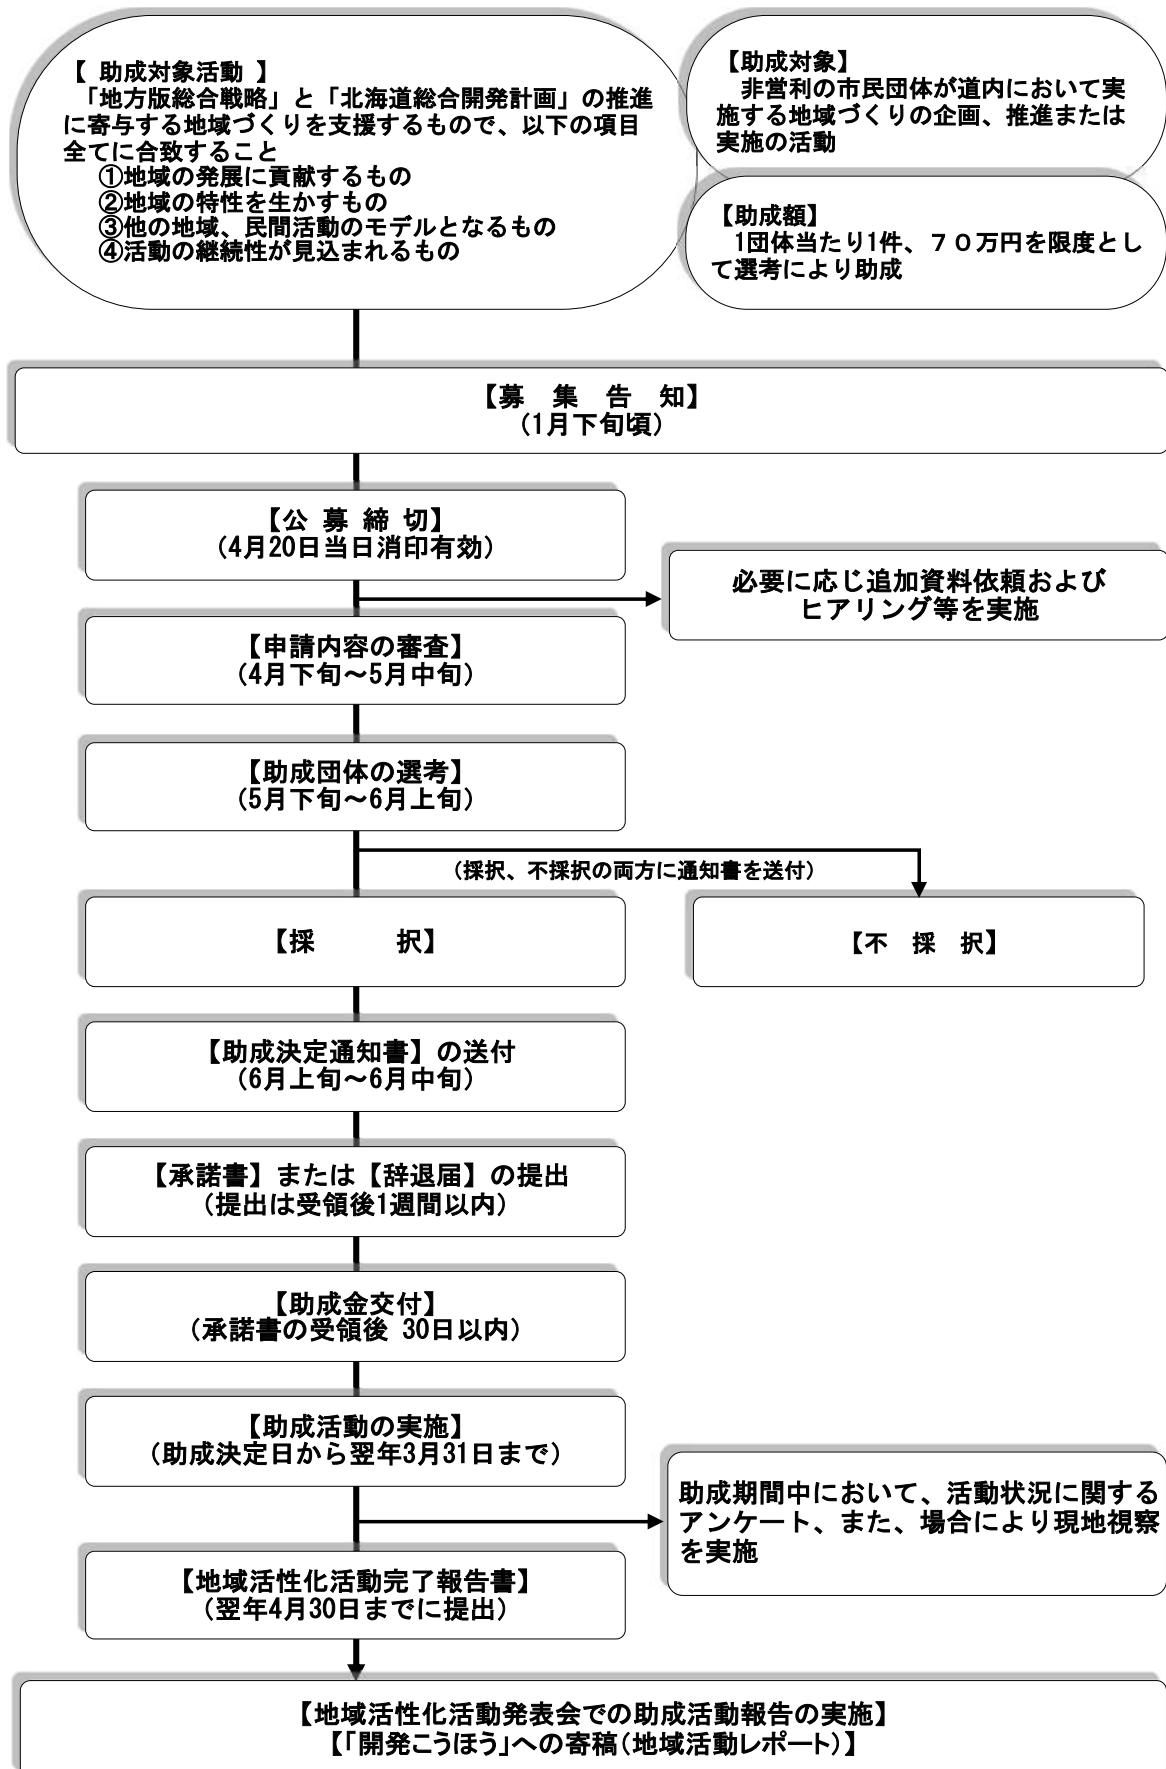 【 助成対象活動 】
「地方版総合戦略」と「北海道総合開発計画」の推進
に寄与する地域づくりを支援するもので、以下の項目
全てに合致すること
①地域の発展に貢献するもの
②地域の特性を生かすもの
③他の地域、民間活動のモデルとなるもの
④活動の継続性が見込まれるもの
【助成対象】
非営利の市民団体が道内において実
施する地域づくりの企画、推進または
実施の活動
【助成額】
1団体当たり1件、70万円を限度とし
て選考により助成
【募 集 告 知】
(1月下旬頃)
【公 募 締 切】
(4月20日当日消印有効)
必要に応じ追加資料依頼および
ヒアリング等を実施
【申請内容の審査】
(4月下旬～5月中旬)
【助成団体の選考】
(5月下旬～6月上旬)
(採択、不採択の両方に通知書を送付)
【採 択】
【不 採 択】
【助成決定通知書】の送付
(6月上旬～6月中旬)
【承諾書】または【辞退届】の提出
(提出は受領後1週間以内)
【助成金交付】
(承諾書の受領後 30日以内)
【助成活動の実施】
(助成決定日から翌年3月31日まで)
助成期間中において、活動状況に関する
アンケート、また、場合により現地視察
を実施
【地域活性化活動完了報告書】
(翌年4月30日までに提出)
【地域活性化活動発表会での助成活動報告の実施】
【「開発こうほう」への寄稿(地域活動レポート)】